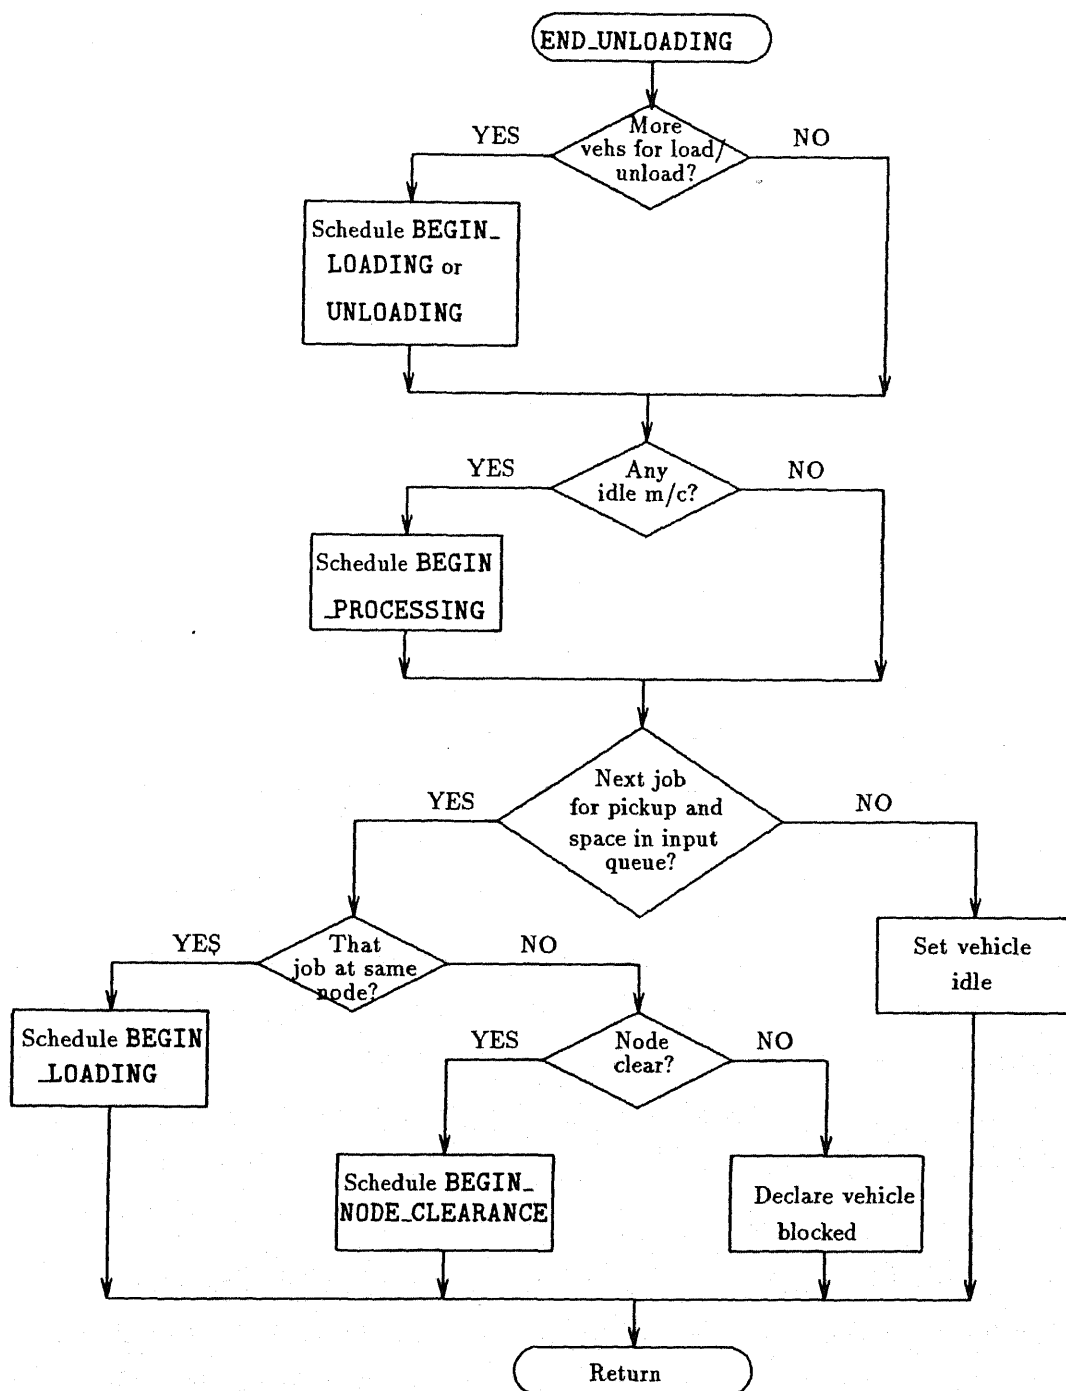 END_UNLOADING
YES
More
NO
vehs for load/
unload?
Schedule BEGIN_
LOADING or
UNLOADING
YES
Any
NO
idle m/c?
Schedule BEGIN
_PROCESSING
YES
Next job
NO
for pickup and
space in input
queue?
YES
That
NO
job at same
node?
Set vehicle
idle
Schedule BEGIN
_LOADING
YES
Node
NO
clear?
Schedule BEGIN_
NODE_CLEARANCE
Declare vehicle
blocked
Return